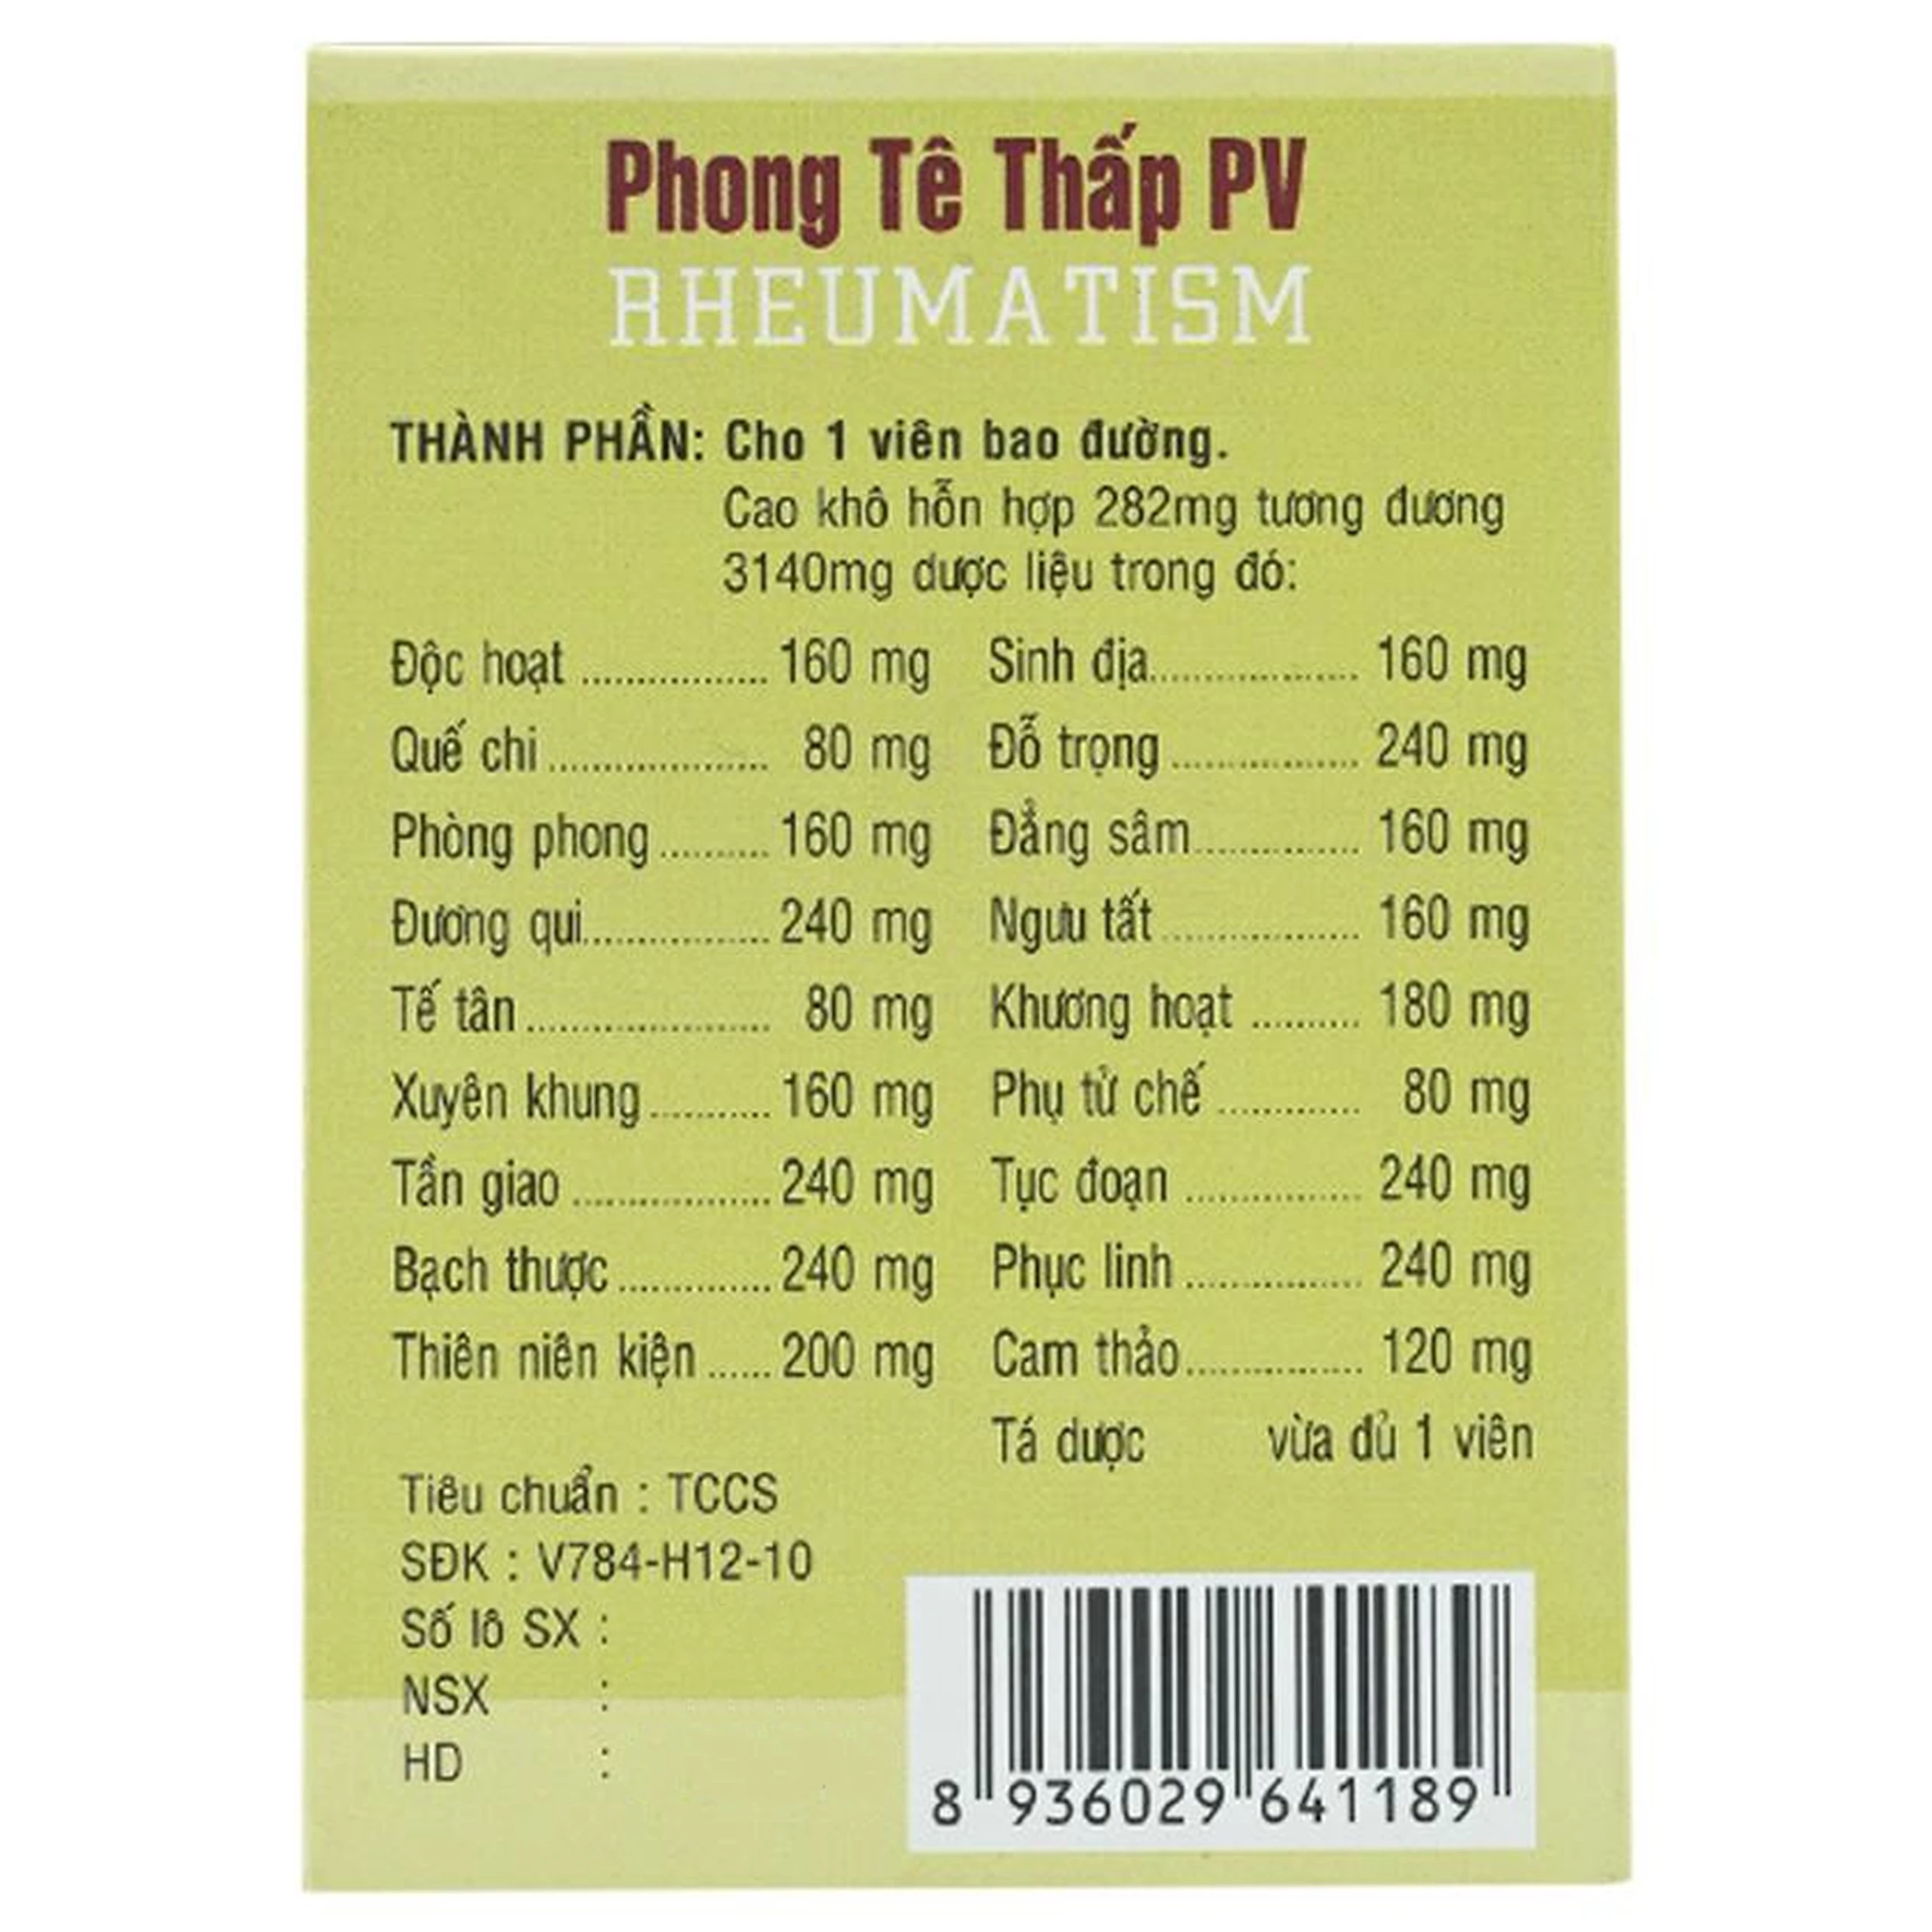 Phong Tê Thấp PV
RHEUMATISM
THÀNH PHẦN: Cho 1 viên bao đường.
Cao khô hỗn hợp 282mg tương đương
3140mg dược liệu trong đó:
Độc hoạt ................. 160 mg
Quế chi .................... 80 mg
Phòng phong .......... 160 mg
Đương qui................. 240 mg
Tế tân ...................... 80 mg
Xuyên khung ........... 160 mg
Tần giao .................. 240 mg
Bạch thược .............. 240 mg
Thiên niên kiện ...... 200 mg
Sinh địa................... 160 mg
Đỗ trọng ................. 240 mg
Đẳng sâm............... 160 mg
Ngưu tất .................. 160 mg
Khương hoạt .......... 180 mg
Phụ tử chế ............. 80 mg
Tục đoạn ................ 240 mg
Phục linh ................ 240 mg
Cam thảo................ 120 mg
Tá dược vừa đủ 1 viên
Tiêu chuẩn : TCCS
SĐK : V784-H12-10
Số lô SX :
NSX :
HD :
8 936029 641189